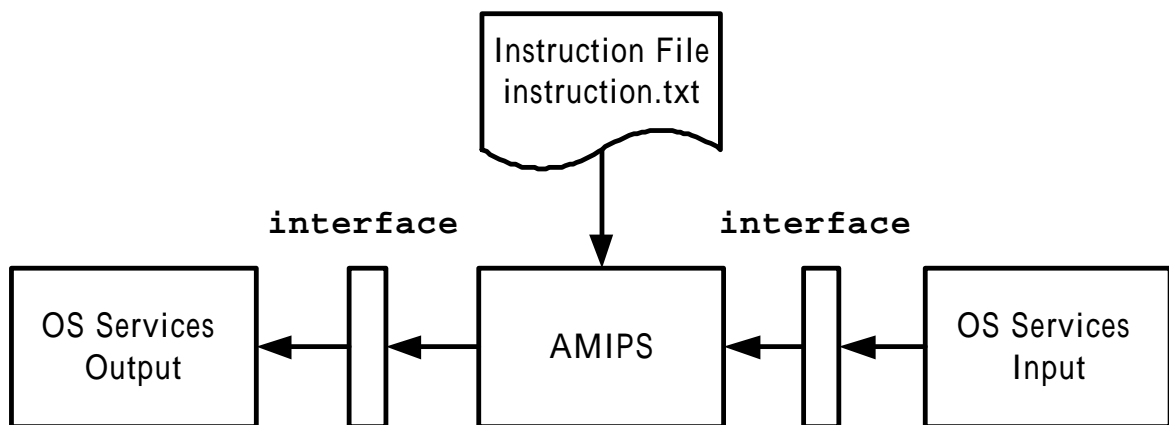 Instruction File
instruction.txt
interface
interface
OS Services
Output
AMIPS
OS Services
Input